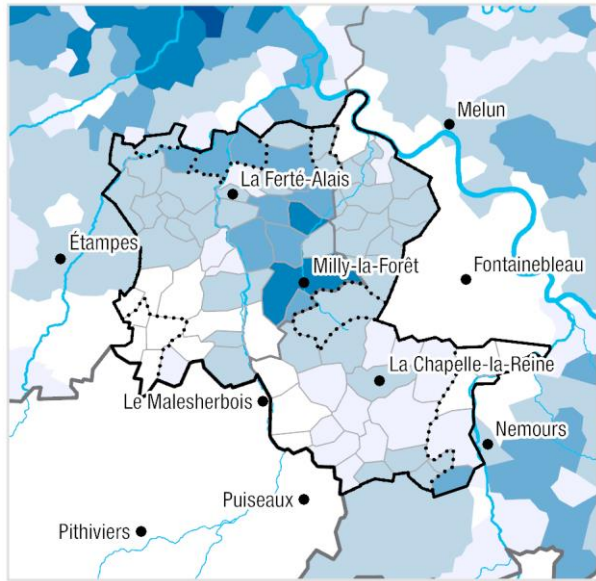 Melun
La Ferté-Alais
Étampes
Milly-la-Forêt
Fontainebleau
La Chapelle-la-Reine
Le Malesherbois
Nemours
Puiseaux
Pithiviers